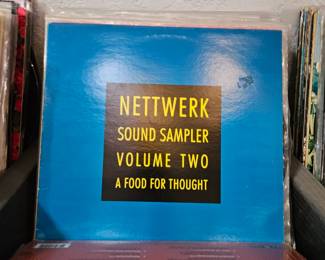 NETTWERK
SOUND SAMPLER
VOLUME TWO
A FOOD FOR THOUGHT